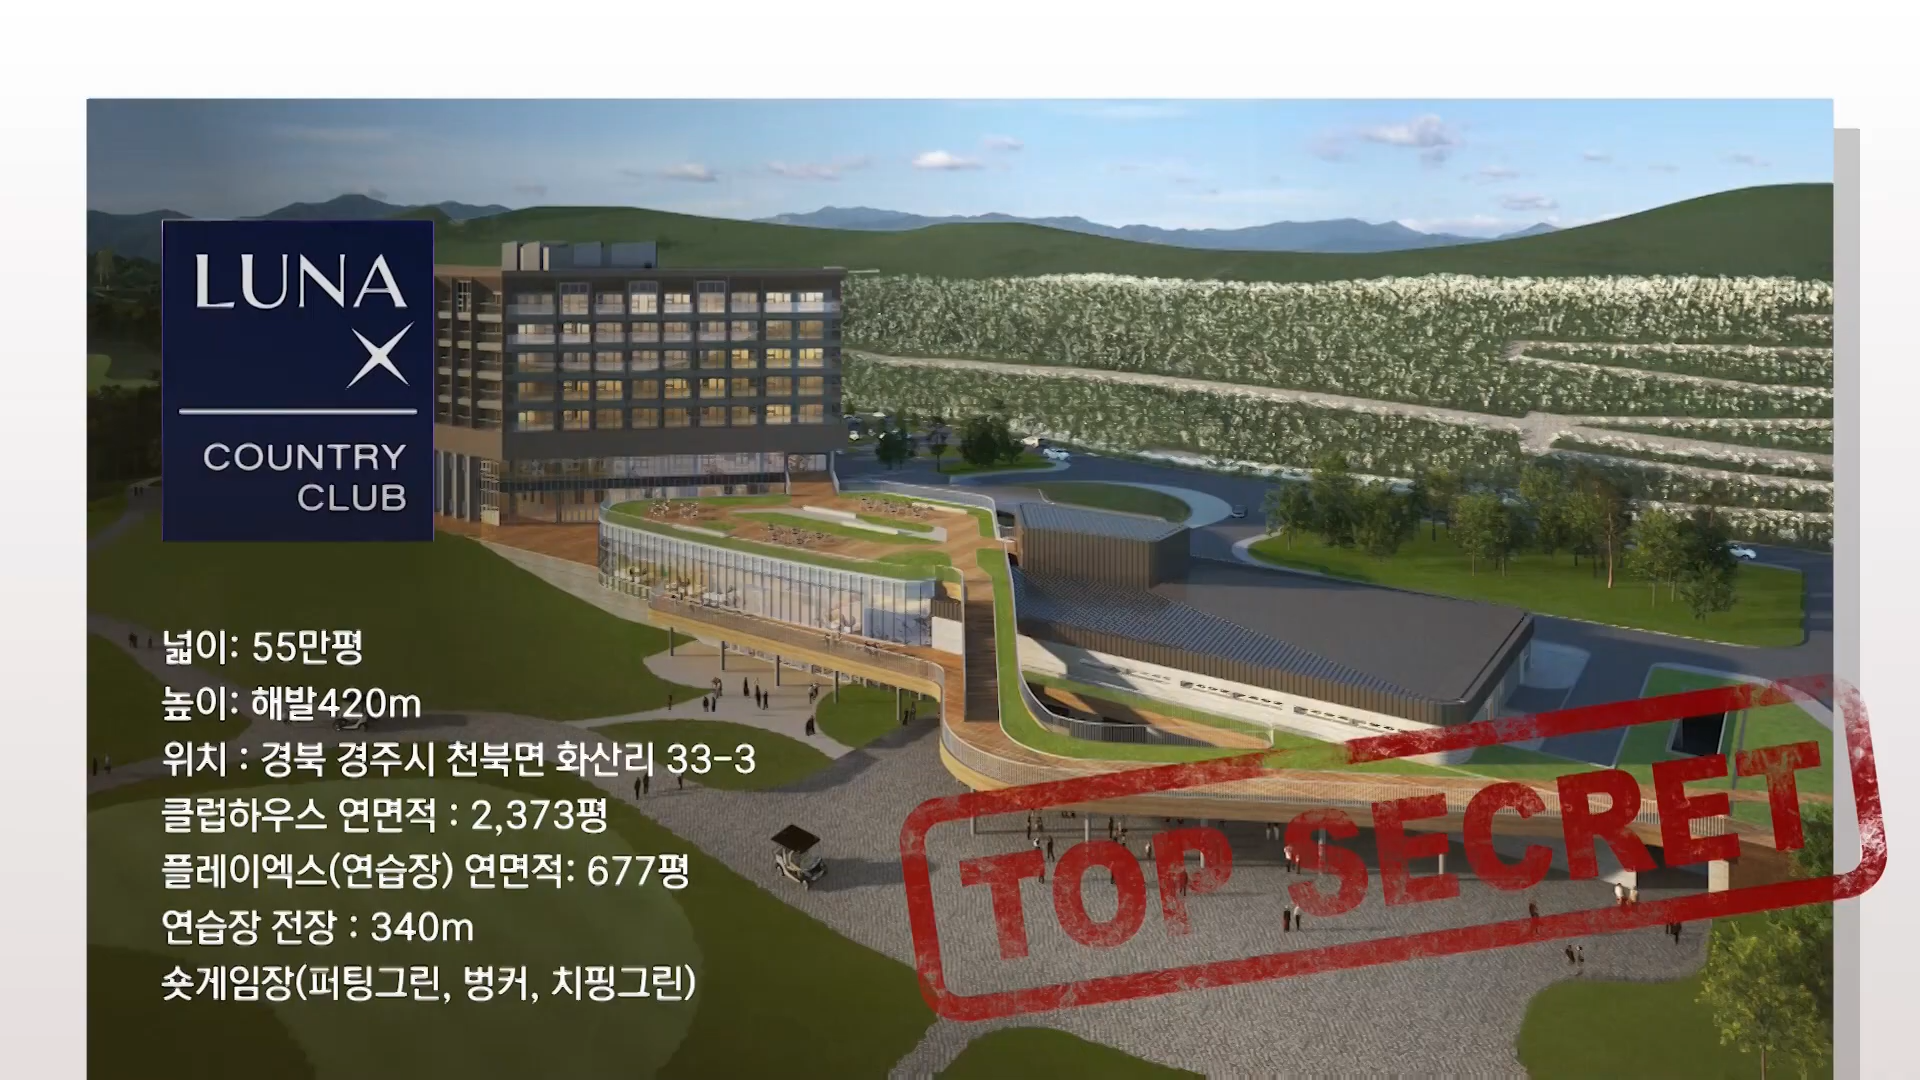 LUNA
X
COUNTRY
CLUB
넓이: 55만평
높이: 해발420m
위치 : 경북 경주시 천북면 화산리 33-3
클럽하우스 연면적 : 2,373평
플레이엑스(연습장) 연면적: 677평
연습장 전장 : 340m
숏게임장(퍼팅그린, 벙커, 치핑그린)
TOP SECRET